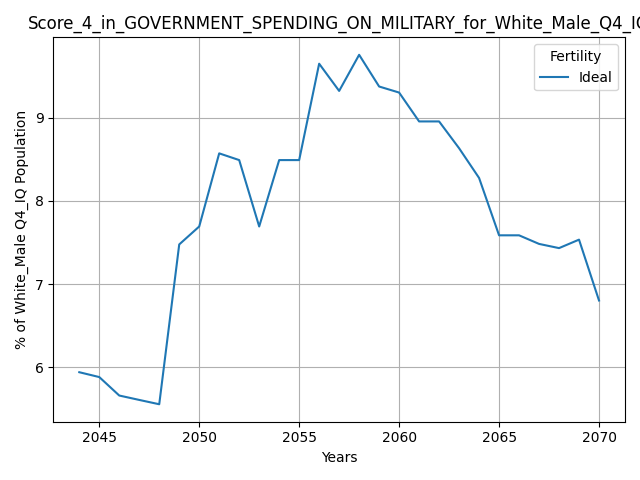 Score_4_in_GOVERNMENT_SPENDING_ON_MILITARY_for_White_Male_Q4_IQ
Fertility
Ideal
% of White_Male Q4_IQ Population
9
8
7
6
2045 2050 2055 2060 2065 2070
Years